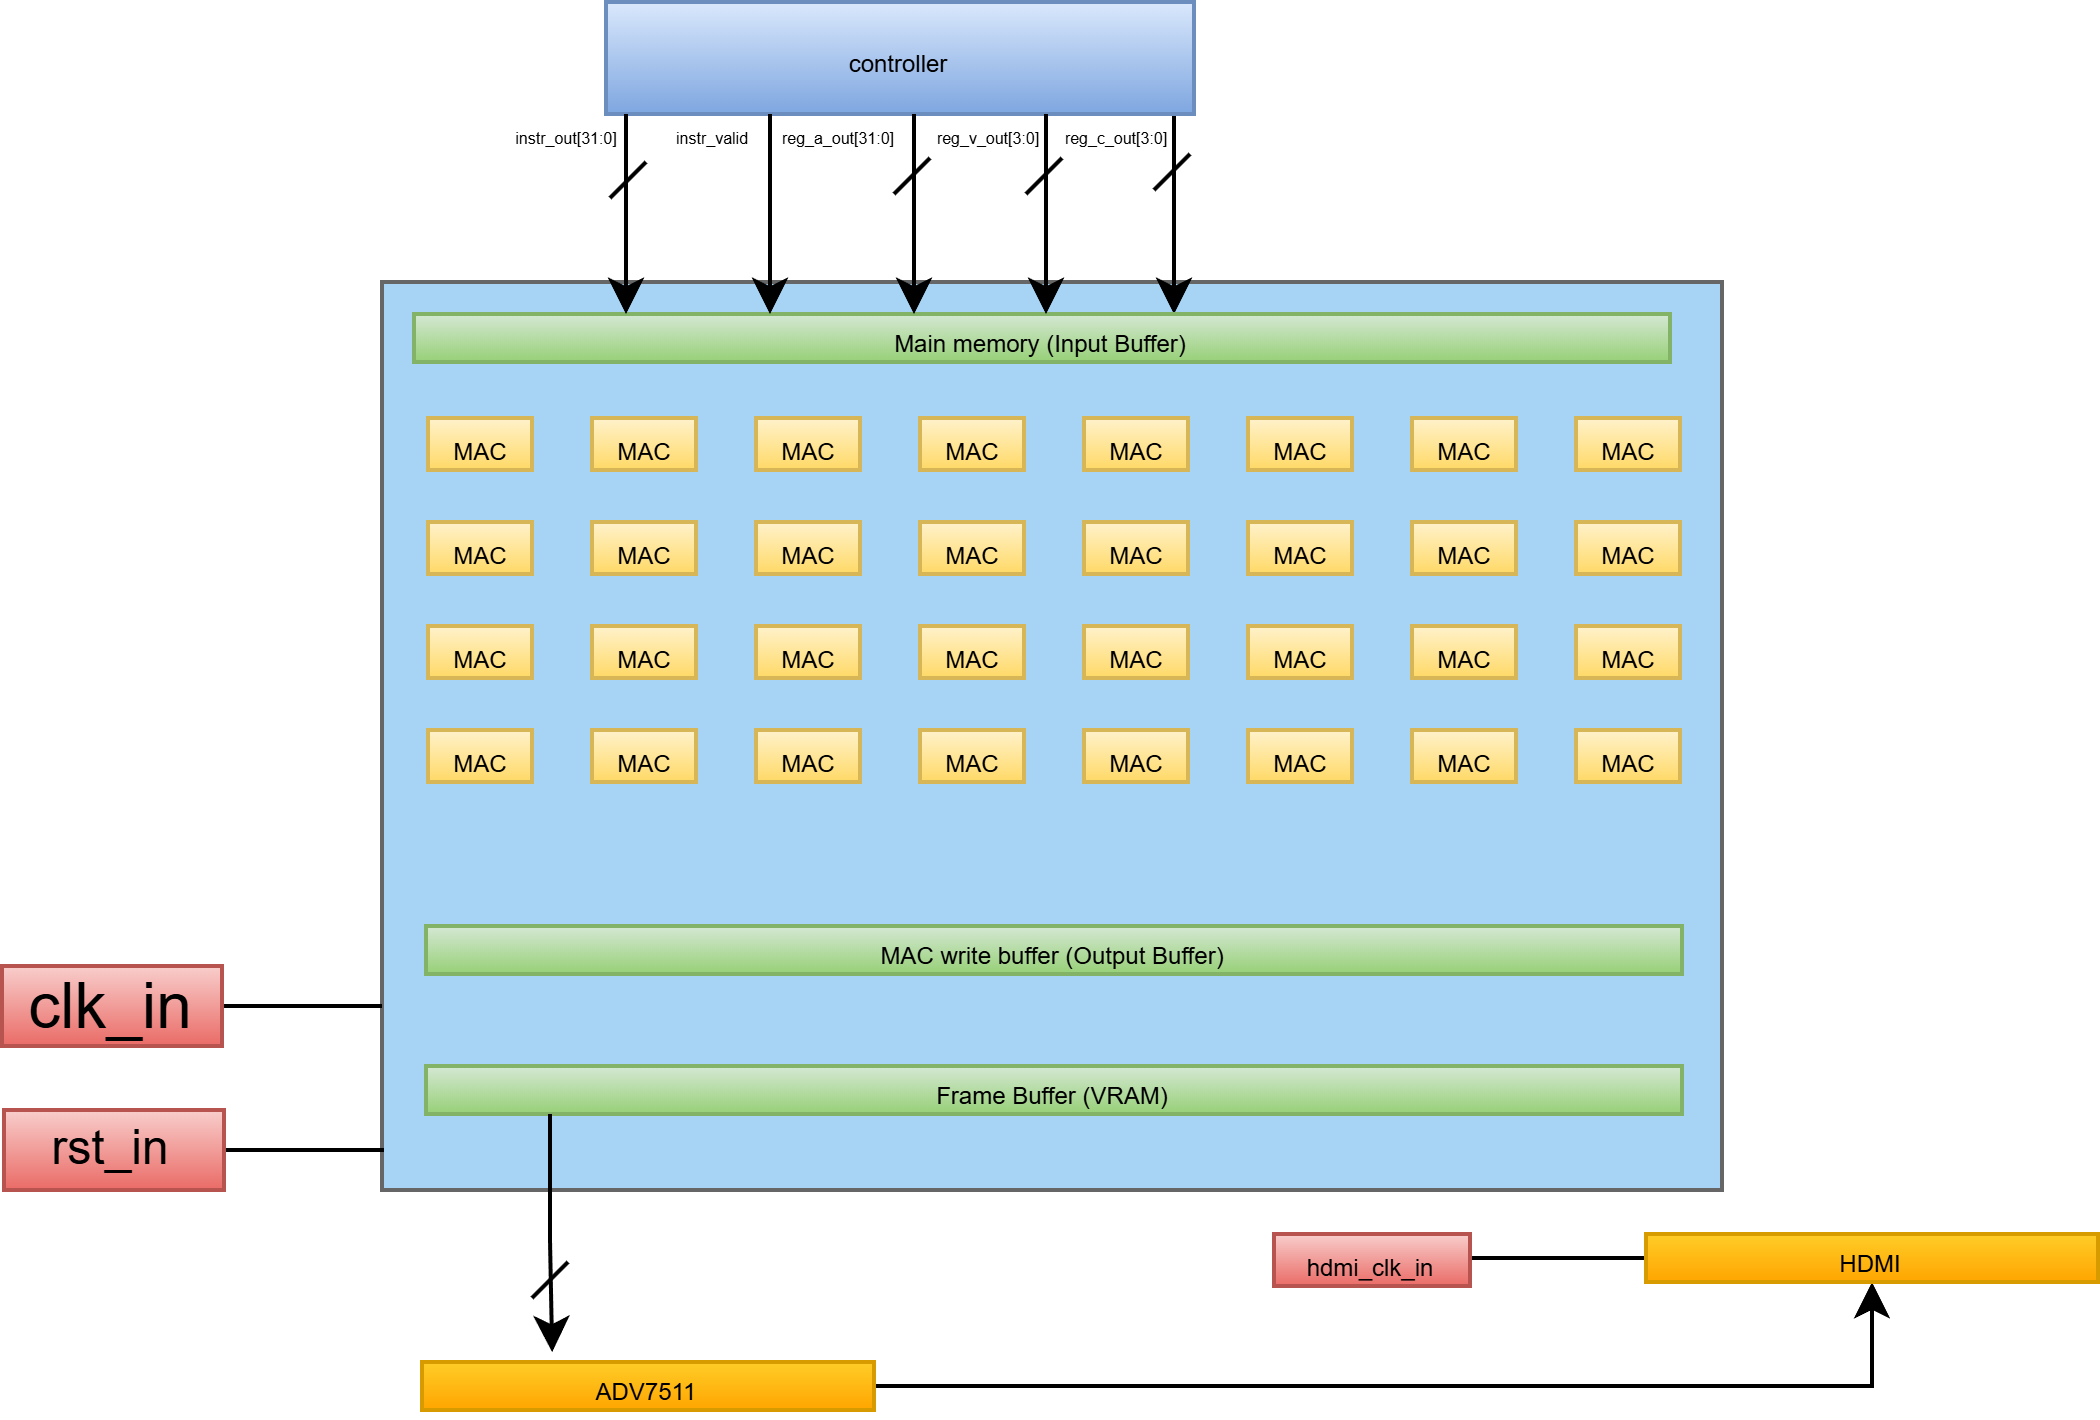 controller
instr_out[31:0]
instr_valid
reg_a_out[31:0]
reg_v_out[3:0]
reg_c_out[3:0]
Main memory (Input Buffer)
MAC MAC MAC MAC MAC MAC MAC MAC
MAC MAC MAC MAC MAC MAC MAC MAC
MAC MAC MAC MAC MAC MAC MAC MAC
MAC MAC MAC MAC MAC MAC MAC MAC
MAC write buffer (Output Buffer)
clk_in
Frame Buffer (VRAM)
rst_in
hdmi_clk_in
HDMI
ADV7511